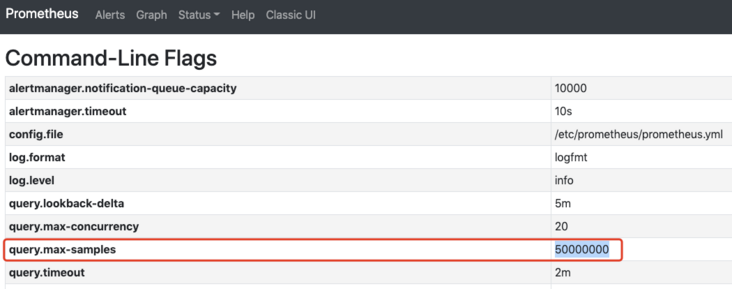 Prometheus Alerts Graph Status Help Classic UI
Command-Line Flags
alertmanager.notification-queue-capacity 10000
alertmanager.timeout 10s
config.file /etc/prometheus/prometheus.yml
log.format logfmt
log.level info
query.lookback-delta 5m
query.max-concurrency 20
query.max-samples 50000000
query.timeout 2m